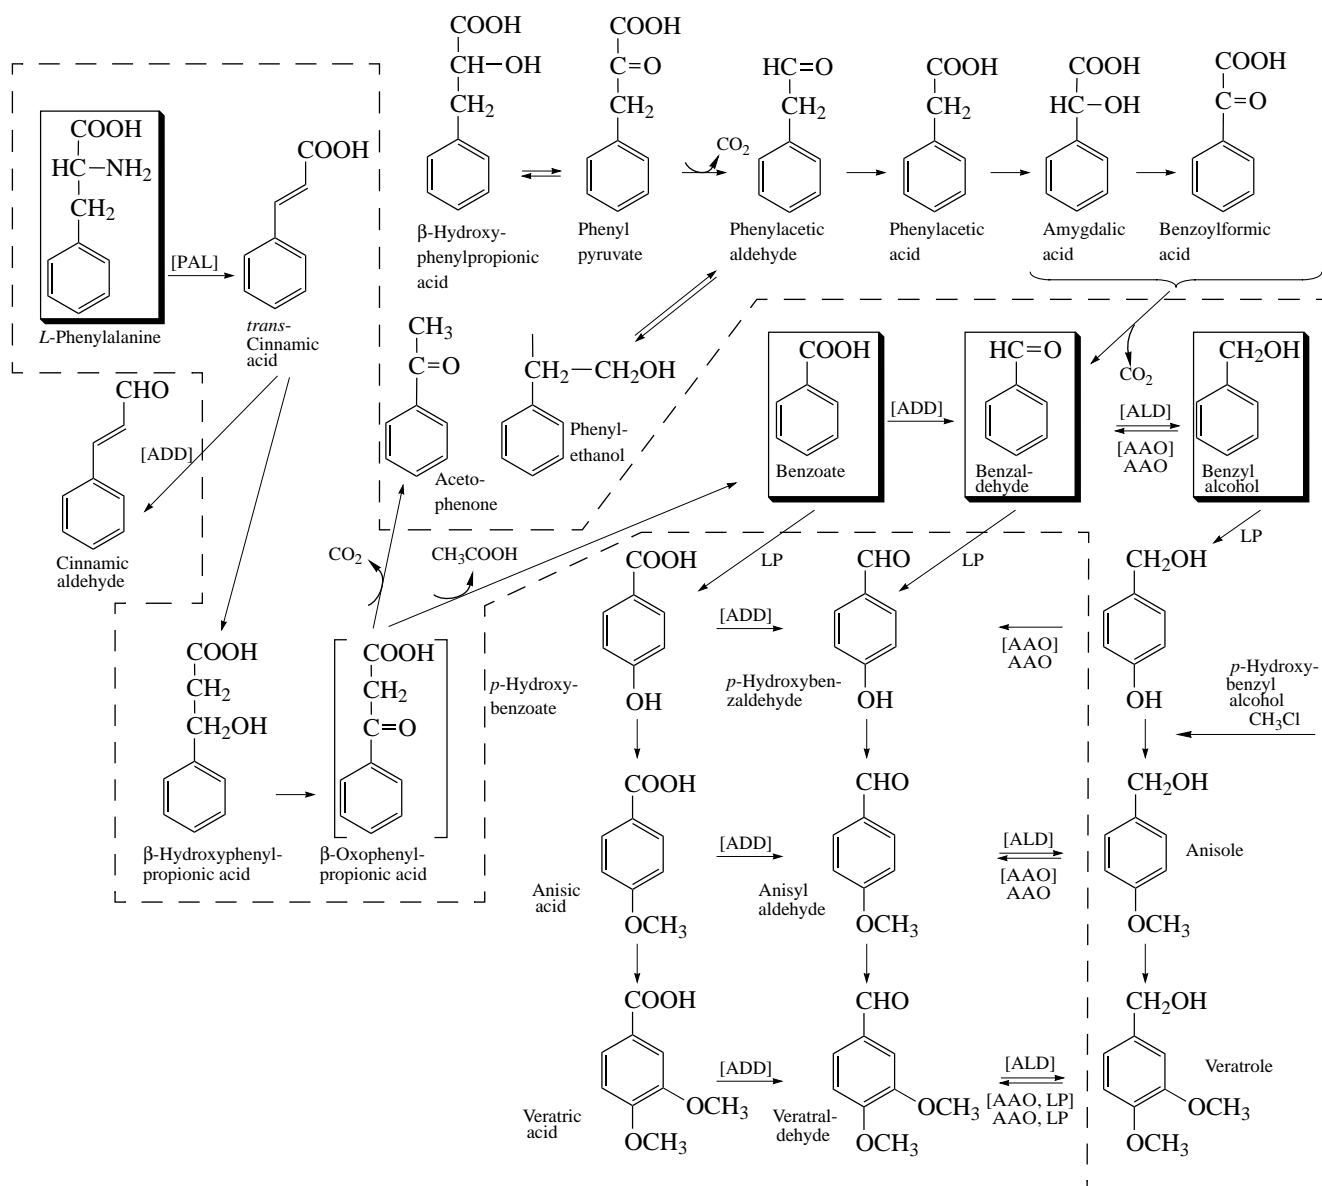 COOH
CH–OH
CH2
β-Hydroxy-
phenylpropionic
acid
COOH
C=O
CH2
Phenyl
pyruvate
CO2
HC=O
CH2
Phenylacetic
aldehyde
COOH
CH2
Phenylacetic
acid
COOH
HC–OH
Amygdalic
acid
COOH
C=O
Benzoylformic
acid
COOH
HC–NH2
CH2
L-Phenylalanine
[PAL]
COOH
trans-
Cinnamic
acid
CHO
[ADD]
Cinnamic
aldehyde
CH3
C=O
Aceto-
phenone
CH2–CH2OH
Phenyl-
ethanol
COOH
Benzoate
[ADD]
HC=O
Benzal-
dehyde
CO2
[ALD]
[AAO]
AAO
CH2OH
Benzyl
alcohol
CO2
CH3COOH
LP
LP
LP
COOH
CH2
CH2OH
β-Hydroxyphenyl-
propionic acid
COOH
CH2
C=O
β-Oxophenyl-
propionic acid
COOH
OH
p-Hydroxy-
benzoate
[ADD]
CHO
OH
p-Hydroxyben-
zaldehyde
[AAO]
AAO
CH2OH
OH
p-Hydroxy-
benzyl
alcohol
CH3Cl
COOH
OCH3
Anisic
acid
[ADD]
CHO
OCH3
Anisyl
aldehyde
[ALD]
[AAO]
AAO
CH2OH
OCH3
Anisole
COOH
OCH3
OCH3
Veratric
acid
[ADD]
CHO
OCH3
OCH3
Veratral-
dehyde
[ALD]
[AAO, LP]
AAO, LP
CH2OH
OCH3
OCH3
Veratrole